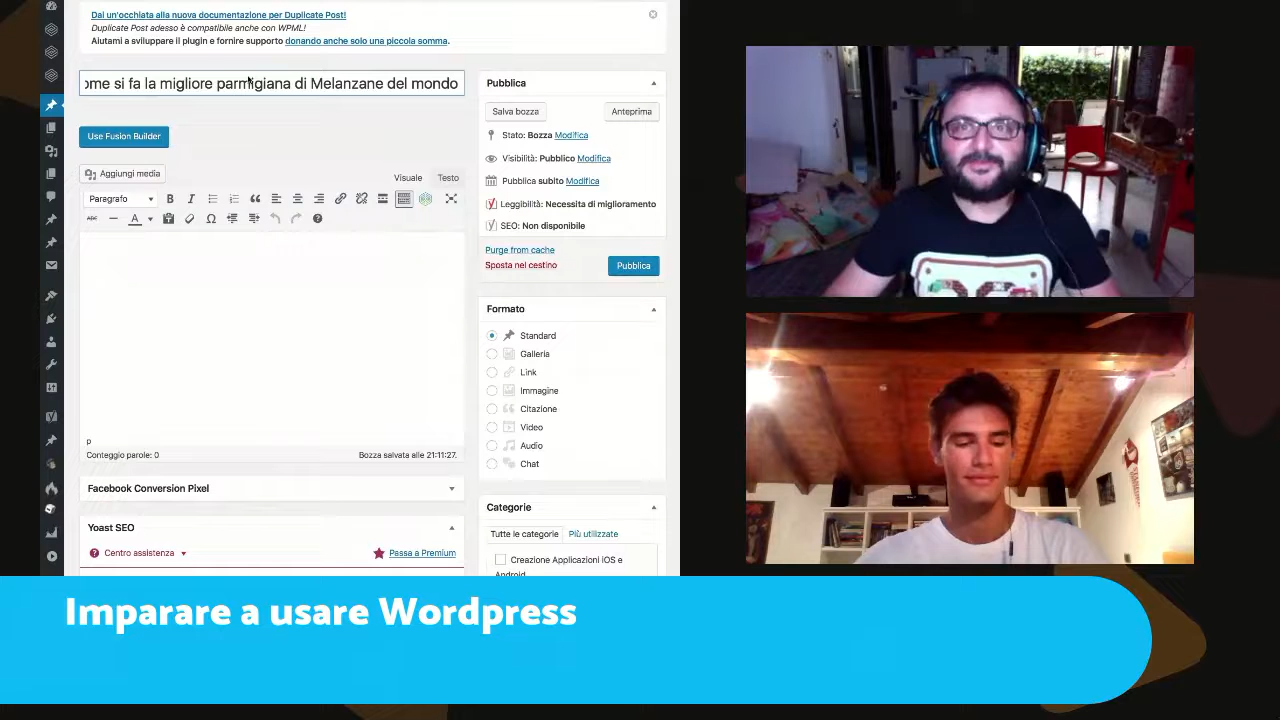 Dai un'occhiata alla nuova documentazione per Duplicate Post!
Duplicate Post adesso è compatibile anche con WPML!
Aiutami a sviluppare il plugin e fornire supporto donando anche solo una piccola somma.
ome si fa la migliore parmigiana di Melanzane del mondo
Use Fusion Builder
Aggiungi media
Visuale Testo
Paragrafo
p
Conteggio parole: 0 Bozza salvata alle 21:11:27.
Facebook Conversion Pixel
Yoast SEO
Centro assistenza Passa a Premium
Pubblica
Salva bozza Anteprima
Stato: Bozza Modifica
Visibilità: Pubblico Modifica
Pubblica subito Modifica
Leggibilità: Necessita di miglioramento
SEO: Non disponibile
Purge from cache
Sposta nel cestino Pubblica
Formato
Standard
Galleria
Link
Immagine
Citazione
Video
Audio
Chat
Categorie
Tutte le categorie Più utilizzate
Creazione Applicazioni iOS e
Android
Imparare a usare Wordpress